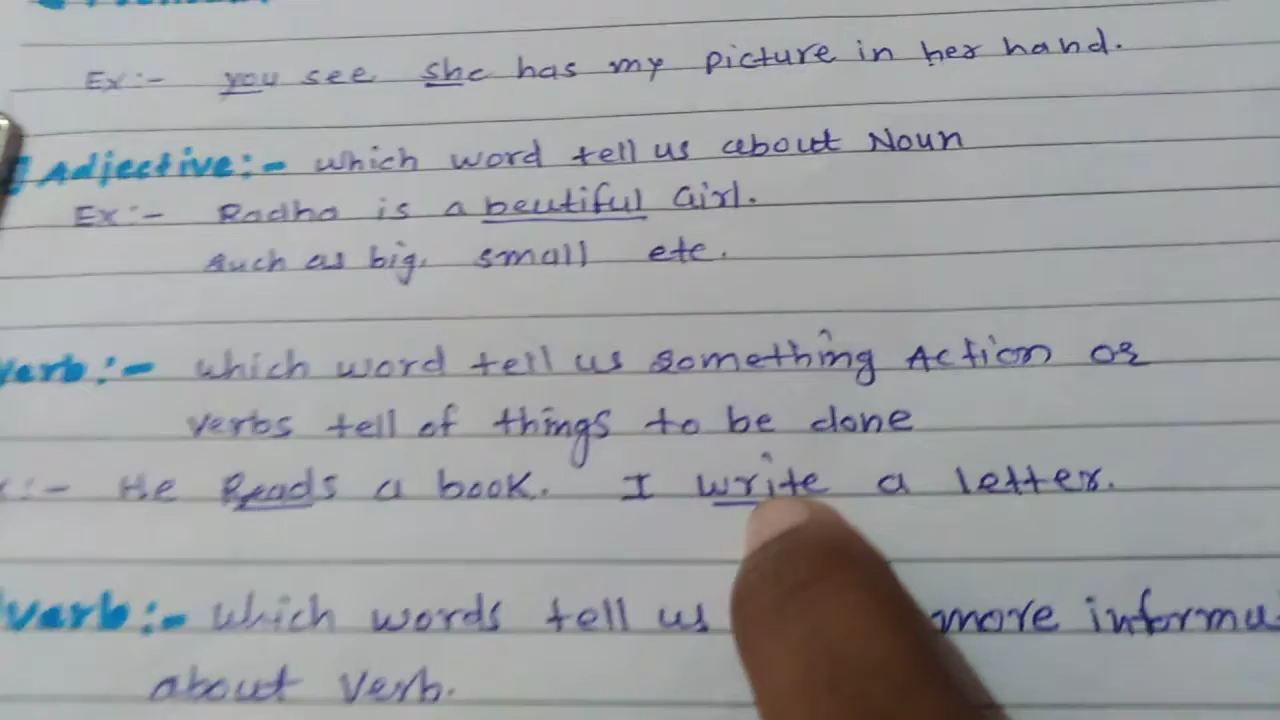 Ex:- you see she has my picture in her hand.
Adjective:- which word tell us about Noun
Ex:- Radha is a beutiful Girl.
such as big, small etc.
verb:- which word tell us something Action or
verbs tell of things to be done
:- He Reads a book. I write a letter.
verb:- which words tell us more informa
about verb.